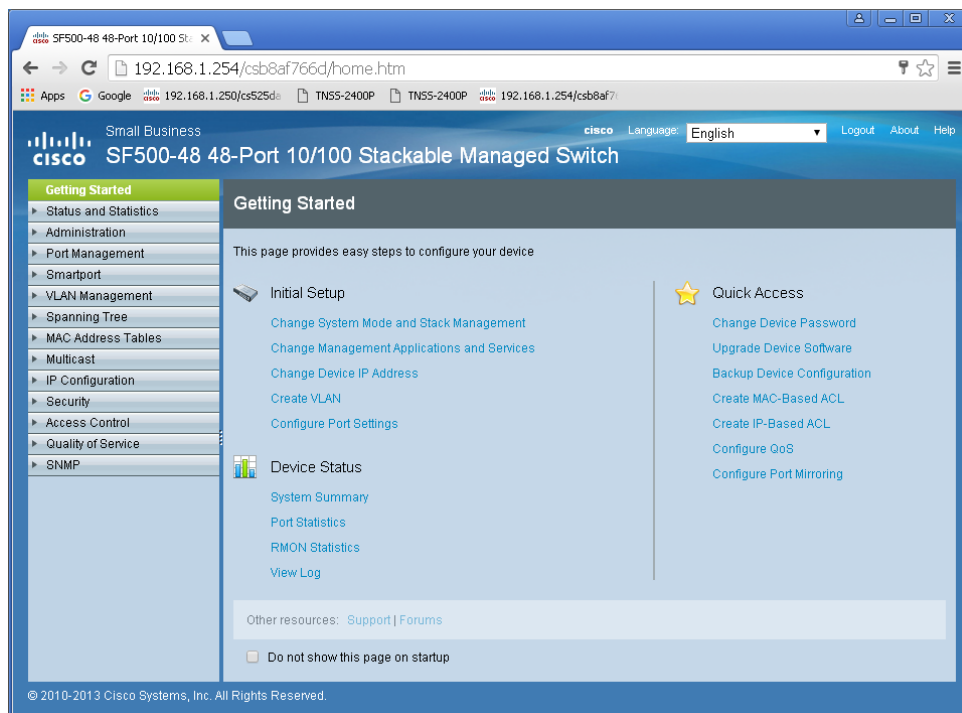 SF500-48 48-Port 10/100 St
192.168.1.254/csb8af766d/home.htm
Apps Google 192.168.1.250/cs525da TN55-2400P TN55-2400P 192.168.1.254/csb8af7
Small Business
cisco Language: English Logout About Help
cisco SF500-48 48-Port 10/100 Stackable Managed Switch
Getting Started
Status and Statistics
Administration
Port Management
Smartport
VLAN Management
Spanning Tree
MAC Address Tables
Multicast
IP Configuration
Security
Access Control
Quality of Service
SNMP
Getting Started
This page provides easy steps to configure your device
Initial Setup
Change System Mode and Stack Management
Change Management Applications and Services
Change Device IP Address
Create VLAN
Configure Port Settings
Device Status
System Summary
Port Statistics
RMON Statistics
View Log
Quick Access
Change Device Password
Upgrade Device Software
Backup Device Configuration
Create MAC-Based ACL
Create IP-Based ACL
Configure QoS
Configure Port Mirroring
Other resources: Support | Forums
Do not show this page on startup
© 2010-2013 Cisco Systems, Inc. All Rights Reserved.